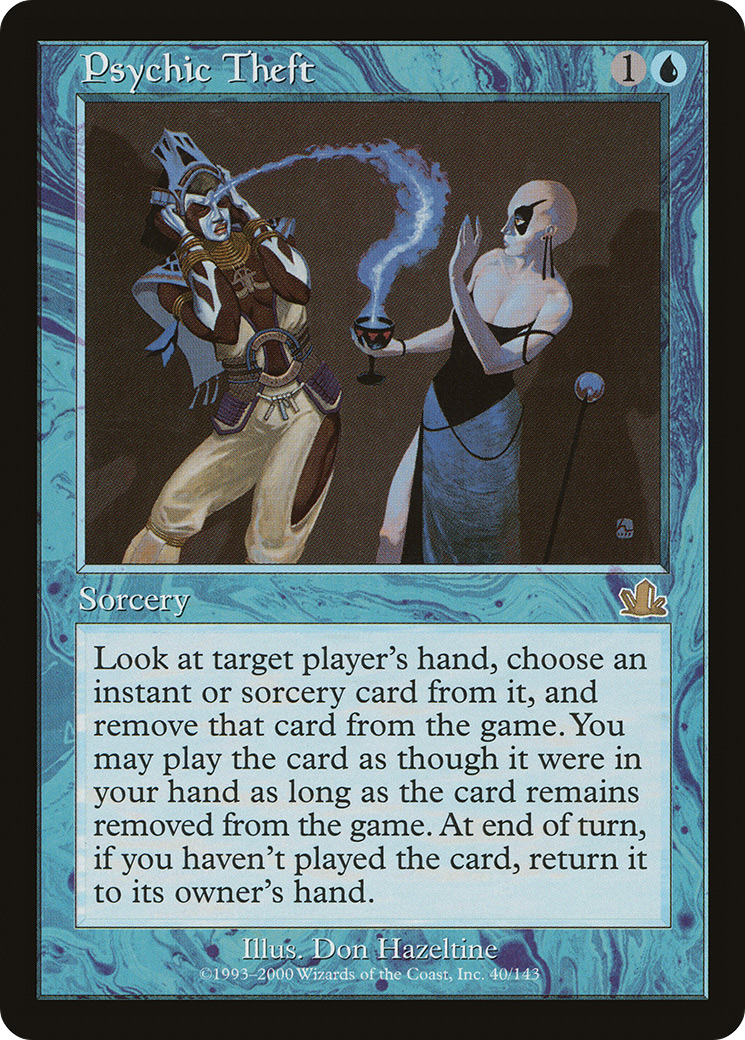 Psychic Theft 1
Sorcery
Look at target player's hand, choose an
instant or sorcery card from it, and
remove that card from the game. You
may play the card as though it were in
your hand as long as the card remains
removed from the game. At end of turn,
if you haven't played the card, return it
to its owner's hand.
Illus. Don Hazeltine
©1993–2000 Wizards of the Coast, Inc. 40/143